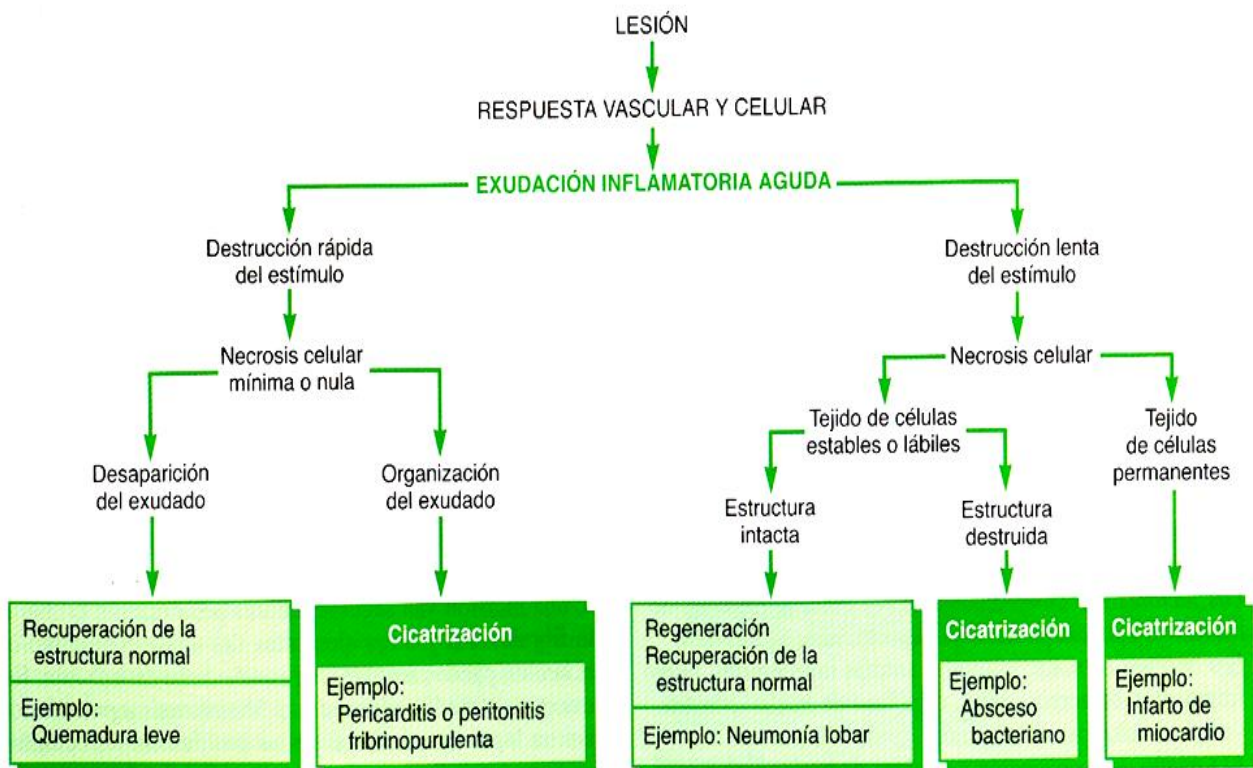 LESIÓN
RESPUESTA VASCULAR Y CELULAR
EXUDACIÓN INFLAMATORIA AGUDA
Destrucción rápida
del estímulo
Destrucción lenta
del estímulo
Necrosis celular
mínima o nula
Necrosis celular
Tejido de células
estables o lábiles
Tejido
de células
permanentes
Desaparición
del exudado
Organización
del exudado
Estructura
intacta
Estructura
destruida
Recuperación de la
estructura normal
Ejemplo:
Quemadura leve
Cicatrización
Ejemplo:
Pericarditis o peritonitis
fribrinopurulenta
Regeneración
Recuperación de la
estructura normal
Ejemplo: Neumonía lobar
Cicatrización
Ejemplo:
Absceso
bacteriano
Cicatrización
Ejemplo:
Infarto de
miocardio